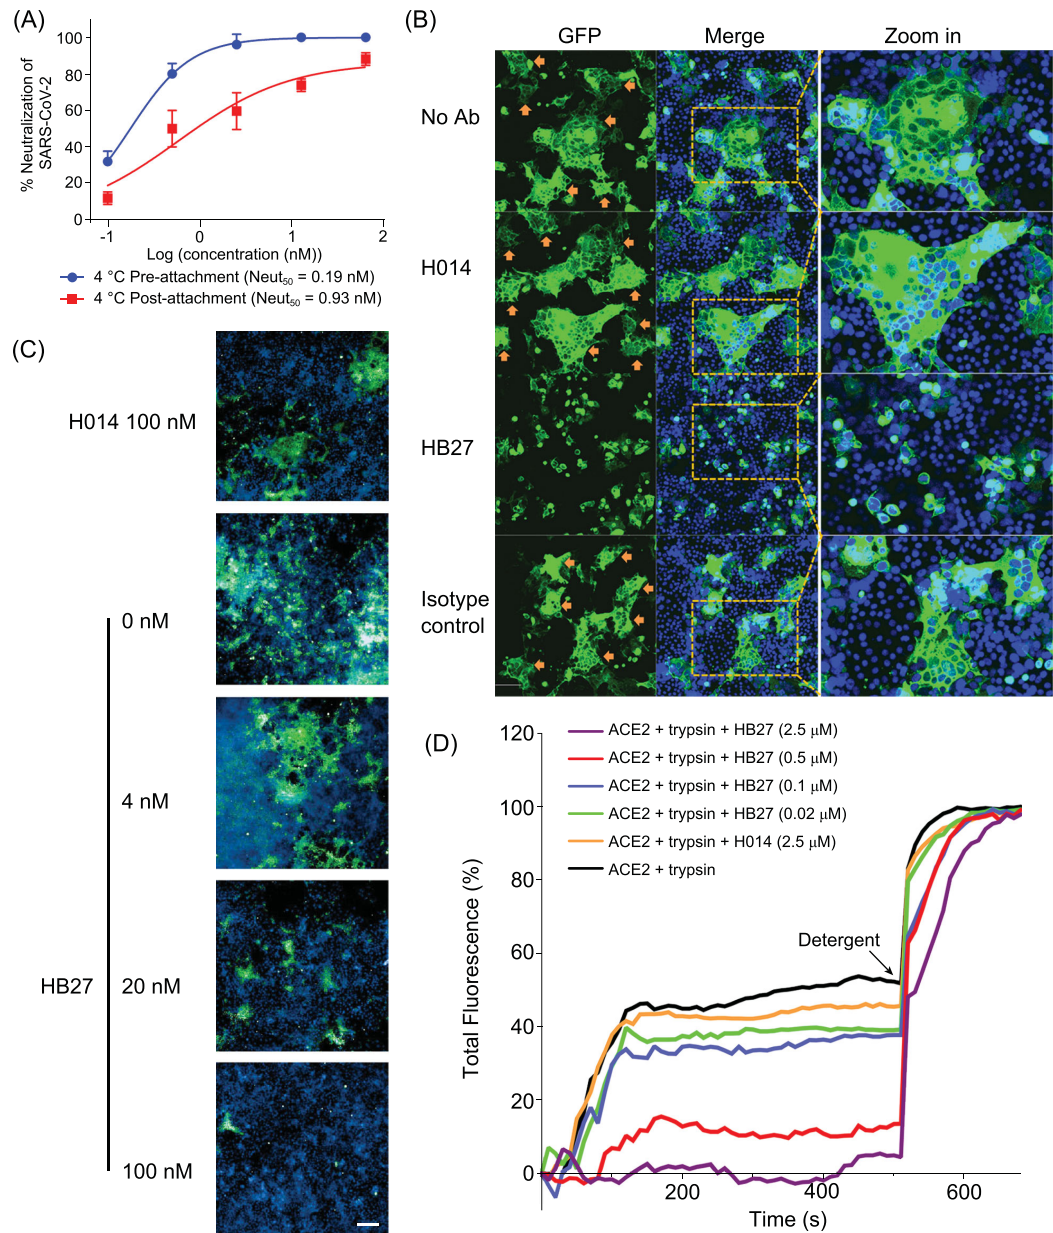 (A)
% Neutralization of
SARS-CoV-2
100
80
60
40
20
0
-1
0
1
2
Log (concentration (nM))
4 °C Pre-attachment (Neut50 = 0.19 nM)
4 °C Post-attachment (Neut50 = 0.93 nM)
(B)
GFP
Merge
Zoom in
No Ab
H014
HB27
Isotype
control
(C)
H014 100 nM
0 nM
4 nM
HB27
20 nM
100 nM
(D)
ACE2 + trypsin + HB27 (2.5 μM)
ACE2 + trypsin + HB27 (0.5 μM)
ACE2 + trypsin + HB27 (0.1 μM)
ACE2 + trypsin + HB27 (0.02 μM)
ACE2 + trypsin + H014 (2.5 μM)
ACE2 + trypsin
Detergent
Total Fluorescence (%)
120
100
80
60
40
20
0
200
400
600
Time (s)